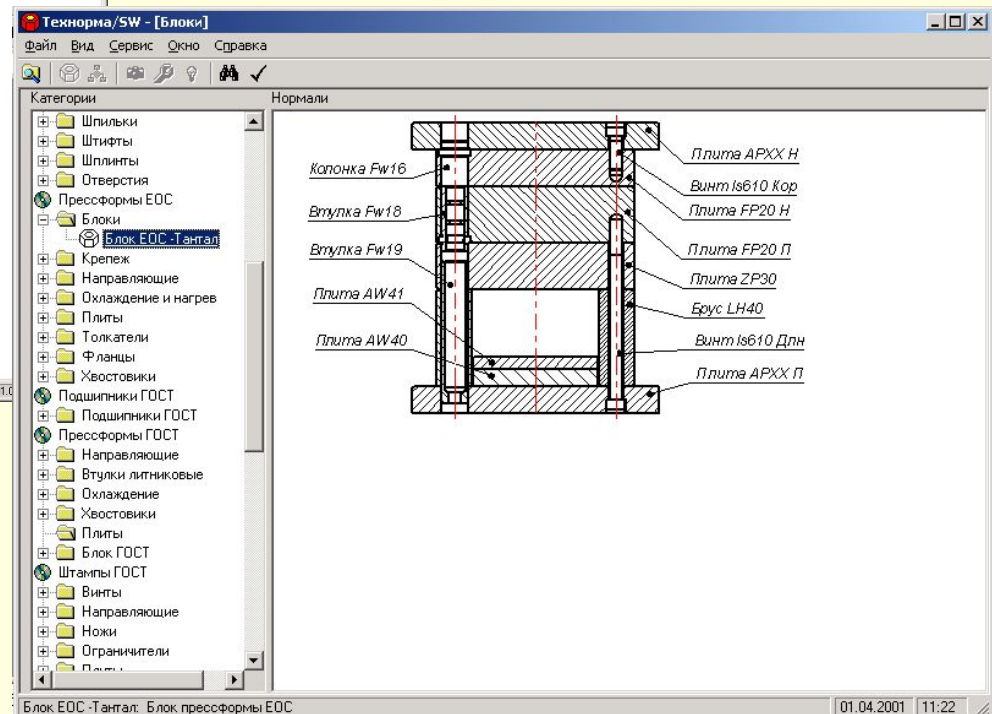 Технорма/SW - [Блоки]
Файл Вид Сервис Окно Справка
Категории
Нормали
Шпильки
Штифты
Шплинты
Отверстия
Прессформы ЕОС
Блоки
Блок ЕОС -Тантал
Крепеж
Направляющие
Охлаждение и нагрев
Плиты
Толкатели
Фланцы
Хвостовики
Подшипники ГОСТ
Подшипники ГОСТ
Прессформы ГОСТ
Направляющие
Втулки литниковые
Охлаждение
Хвостовики
Плиты
Блок ГОСТ
Штампы ГОСТ
Винты
Направляющие
Ножи
Ограничители
Колонка Fw16
Втулка Fw18
Втулка Fw19
Плита AW41
Плита AW40
Плита APXX Н
Винт Is610 Кор
Плита FP20 Н
Плита FP20 П
Плита ZP30
Брус LH40
Винт Is610 Длн
Плита APXX П
Блок ЕОС -Тантал: Блок прессформы ЕОС
01.04.2001 11:22